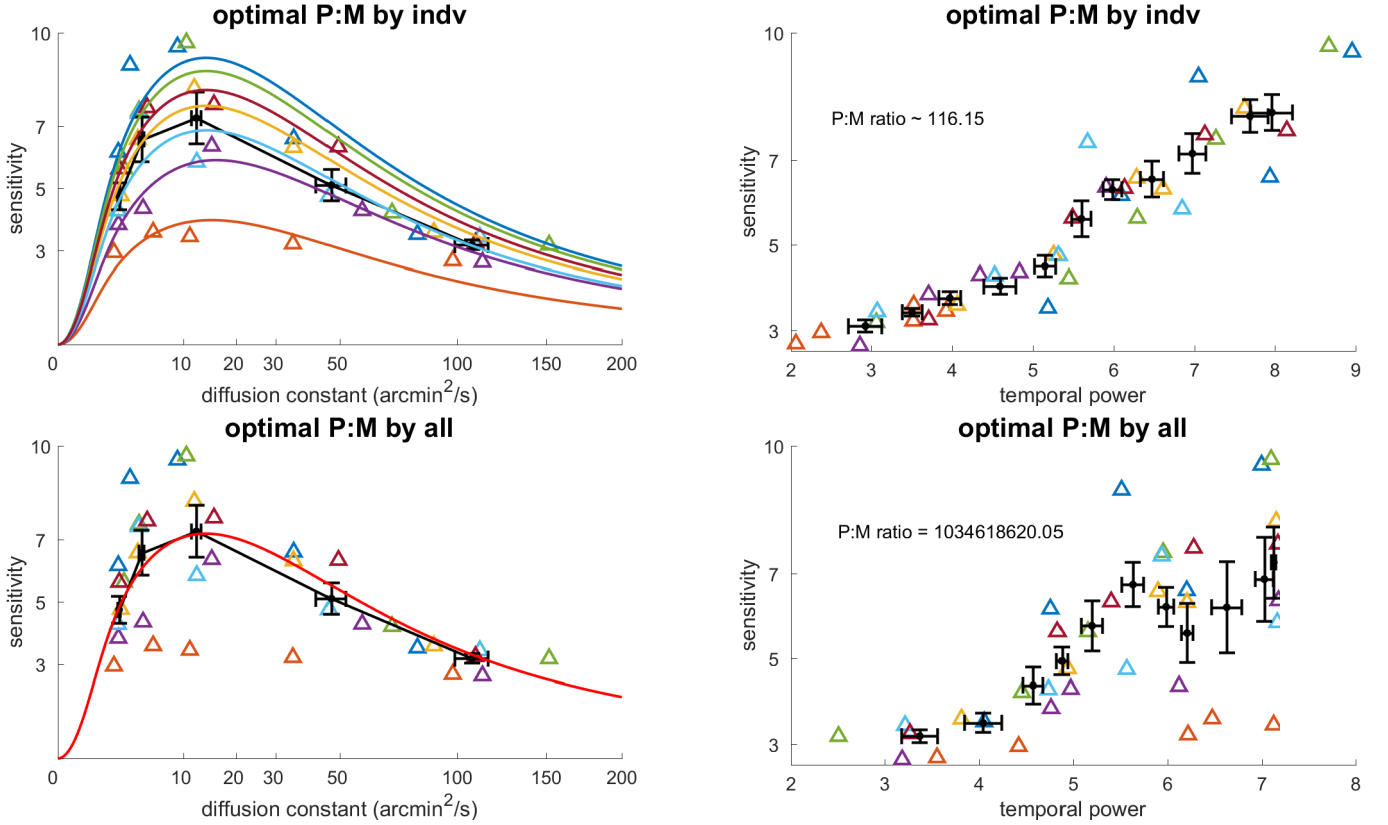 optimal P:M by indv
10
7
5
3
sensitivity
0 10 20 30 50 100 150 200
diffusion constant (arcmin²/s)
optimal P:M by indv
10
7
5
3
sensitivity
P:M ratio ~ 116.15
2 3 4 5 6 7 8 9
temporal power
optimal P:M by all
10
7
5
3
sensitivity
0 10 20 30 50 100 150 200
diffusion constant (arcmin²/s)
optimal P:M by all
10
7
5
3
sensitivity
P:M ratio = 1034618620.05
2 3 4 5 6 7 8
temporal power